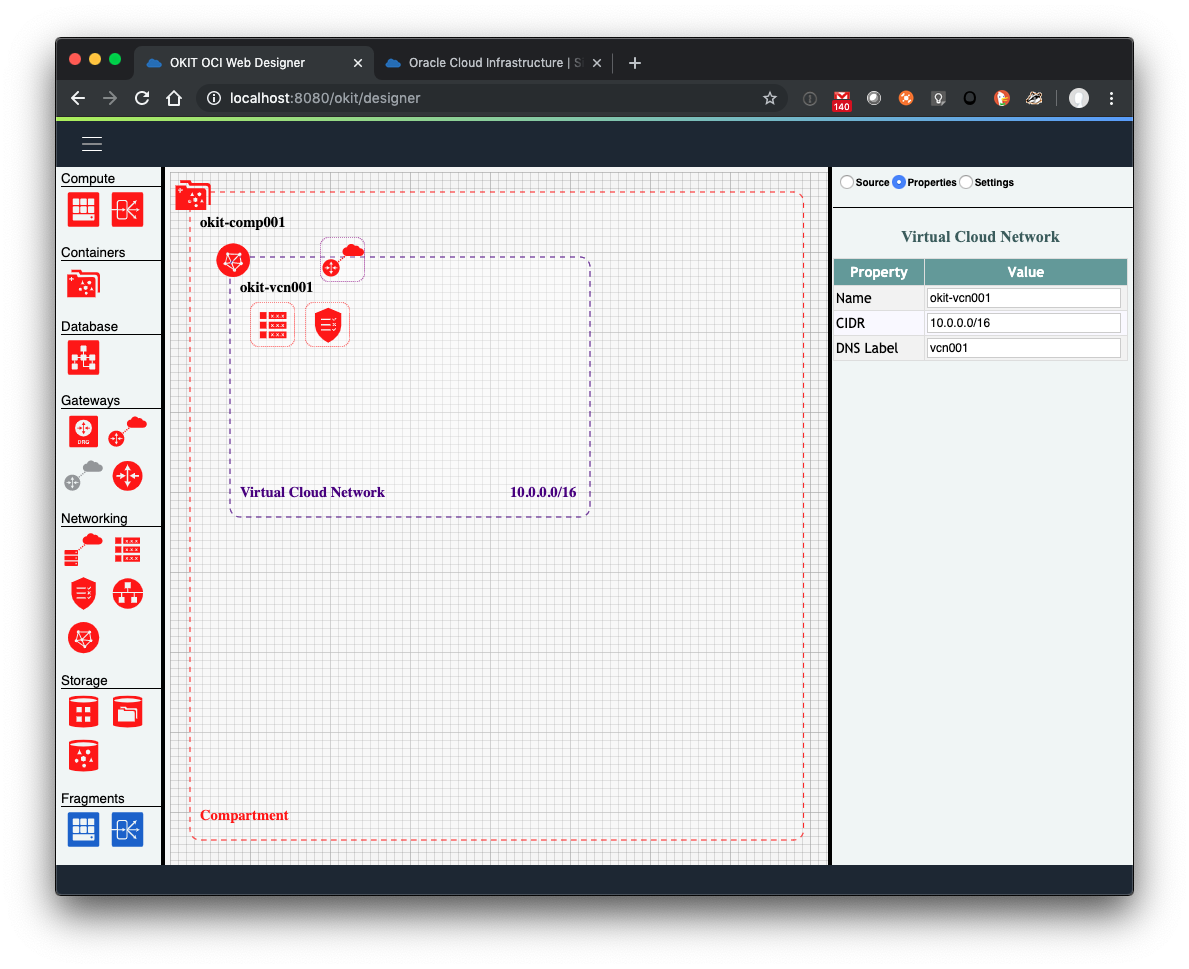 OKIT OCI Web Designer
Oracle Cloud Infrastructure | Si
localhost:8080/okit/designer
140
Compute
Containers
Database
Gateways
DRG
Networking
Storage
Fragments
okit-comp001
okit-vcn001
Virtual Cloud Network 10.0.0.0/16
Compartment
Source Properties Settings
Virtual Cloud Network
Property Value
Name okit-vcn001
CIDR 10.0.0.0/16
DNS Label vcn001